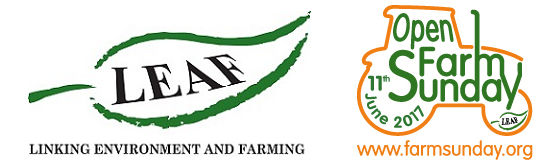 LEAF
LINKING ENVIRONMENT AND FARMING
Open
Farm
Sunday
11th
June 2017
LEAF
www.farmsunday.org